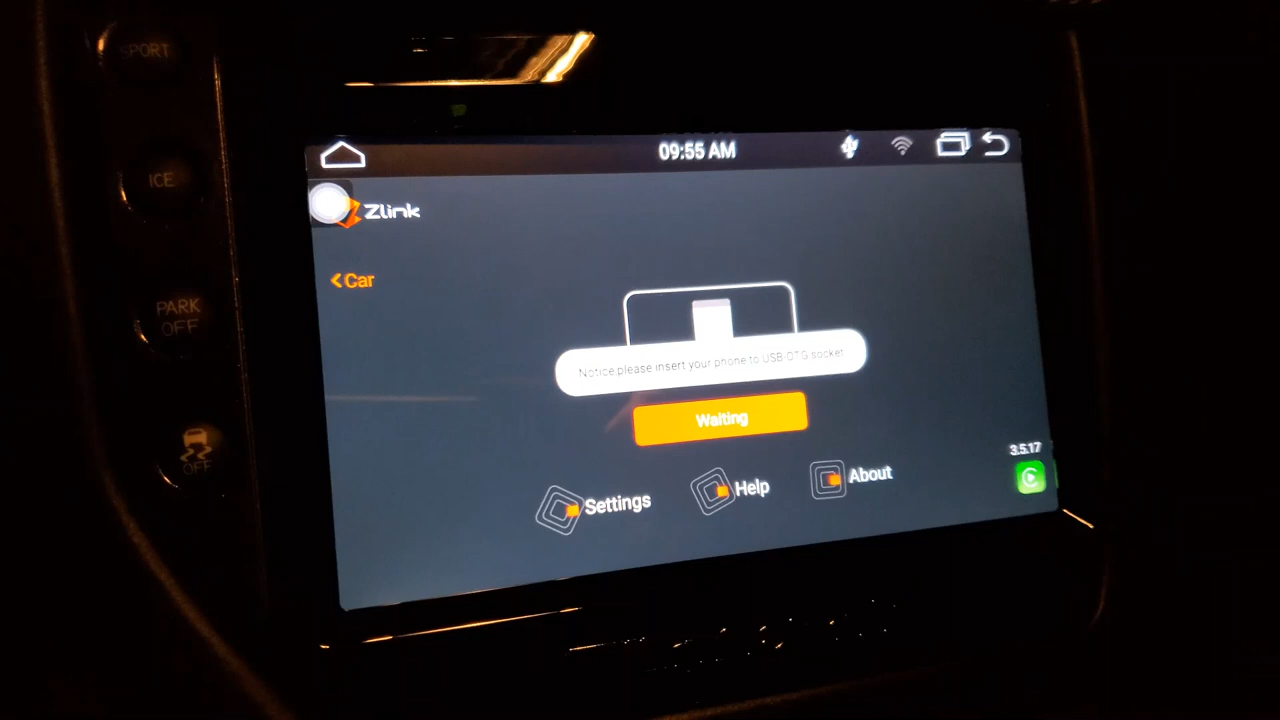 SPORT
09:55 AM
Zlink
ICE
<Car
PARK
OFF
Notice:please insert your phone to USB-OTG socket
Waiting
OFF
Settings
Help
About
3.5.17